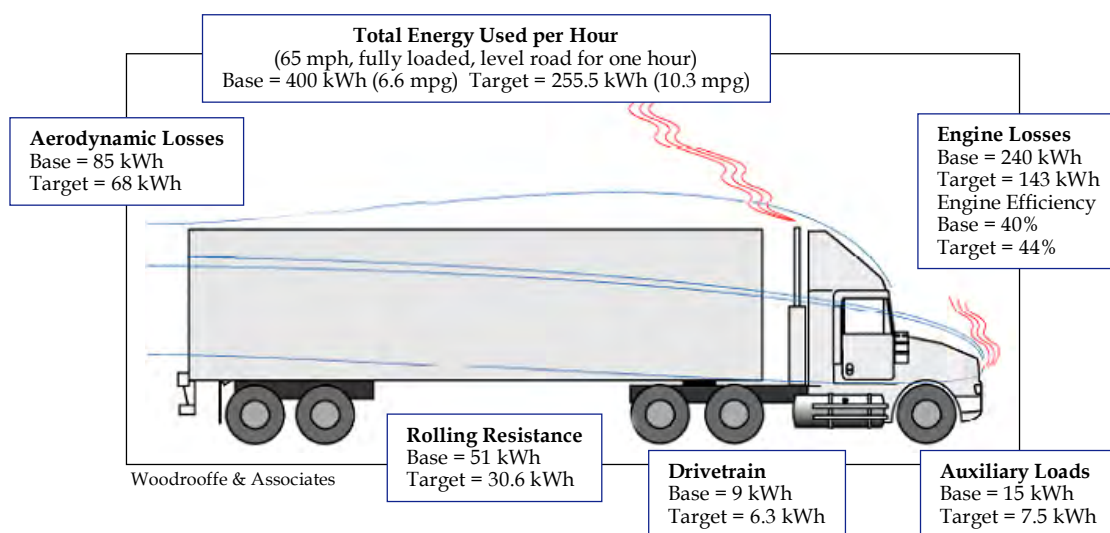 Total Energy Used per Hour
(65 mph, fully loaded, level road for one hour)
Base = 400 kWh (6.6 mpg)  Target = 255.5 kWh (10.3 mpg)
Aerodynamic Losses
Base = 85 kWh
Target = 68 kWh
Engine Losses
Base = 240 kWh
Target = 143 kWh
Engine Efficiency
Base = 40%
Target = 44%
Rolling Resistance
Base = 51 kWh
Target = 30.6 kWh
Drivetrain
Base = 9 kWh
Target = 6.3 kWh
Auxiliary Loads
Base = 15 kWh
Target = 7.5 kWh
Woodrooffe & Associates